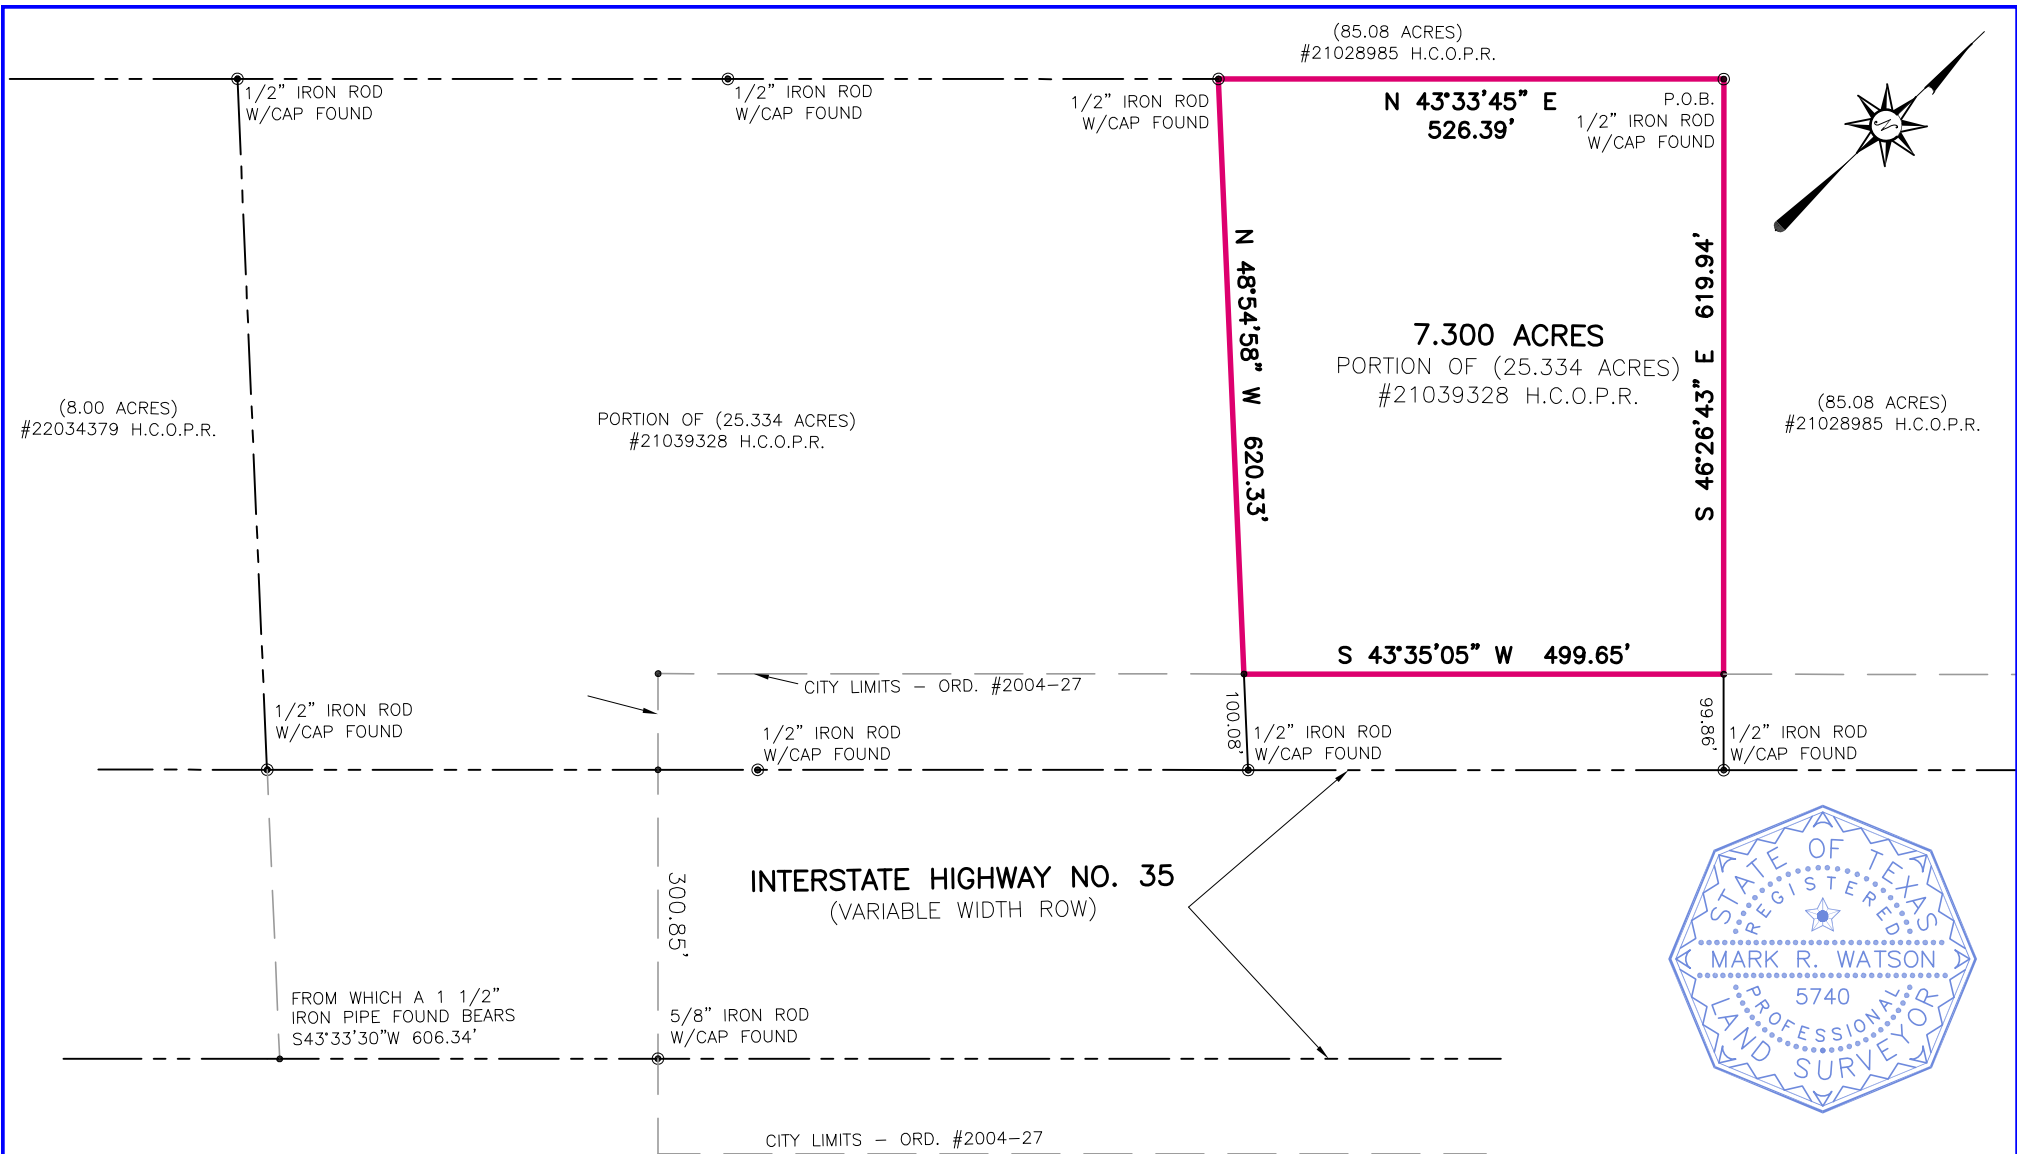 (85.08 ACRES)
#21028985 H.C.O.P.R.
1/2" IRON ROD
W/CAP FOUND
1/2" IRON ROD
W/CAP FOUND
1/2" IRON ROD
W/CAP FOUND
N 43°33'45" E
526.39'
P.O.B.
1/2" IRON ROD
W/CAP FOUND
N
N 48°54'58" W 620.33'
S 46°26'43" E 619.94'
7.300 ACRES
PORTION OF (25.334 ACRES)
#21039328 H.C.O.P.R.
(8.00 ACRES)
#22034379 H.C.O.P.R.
PORTION OF (25.334 ACRES)
#21039328 H.C.O.P.R.
(85.08 ACRES)
#21028985 H.C.O.P.R.
S 43°35'05" W 499.65'
CITY LIMITS – ORD. #2004–27
1/2" IRON ROD
W/CAP FOUND
1/2" IRON ROD
W/CAP FOUND
100.08'
1/2" IRON ROD
W/CAP FOUND
99.86'
1/2" IRON ROD
W/CAP FOUND
INTERSTATE HIGHWAY NO. 35
(VARIABLE WIDTH ROW)
300.85'
FROM WHICH A 1 1/2"
IRON PIPE FOUND BEARS
S43°33'30"W 606.34'
5/8" IRON ROD
W/CAP FOUND
STATE OF TEXAS
REGISTERED
MARK R. WATSON
5740
PROFESSIONAL
LAND SURVEYOR
CITY LIMITS – ORD. #2004–27